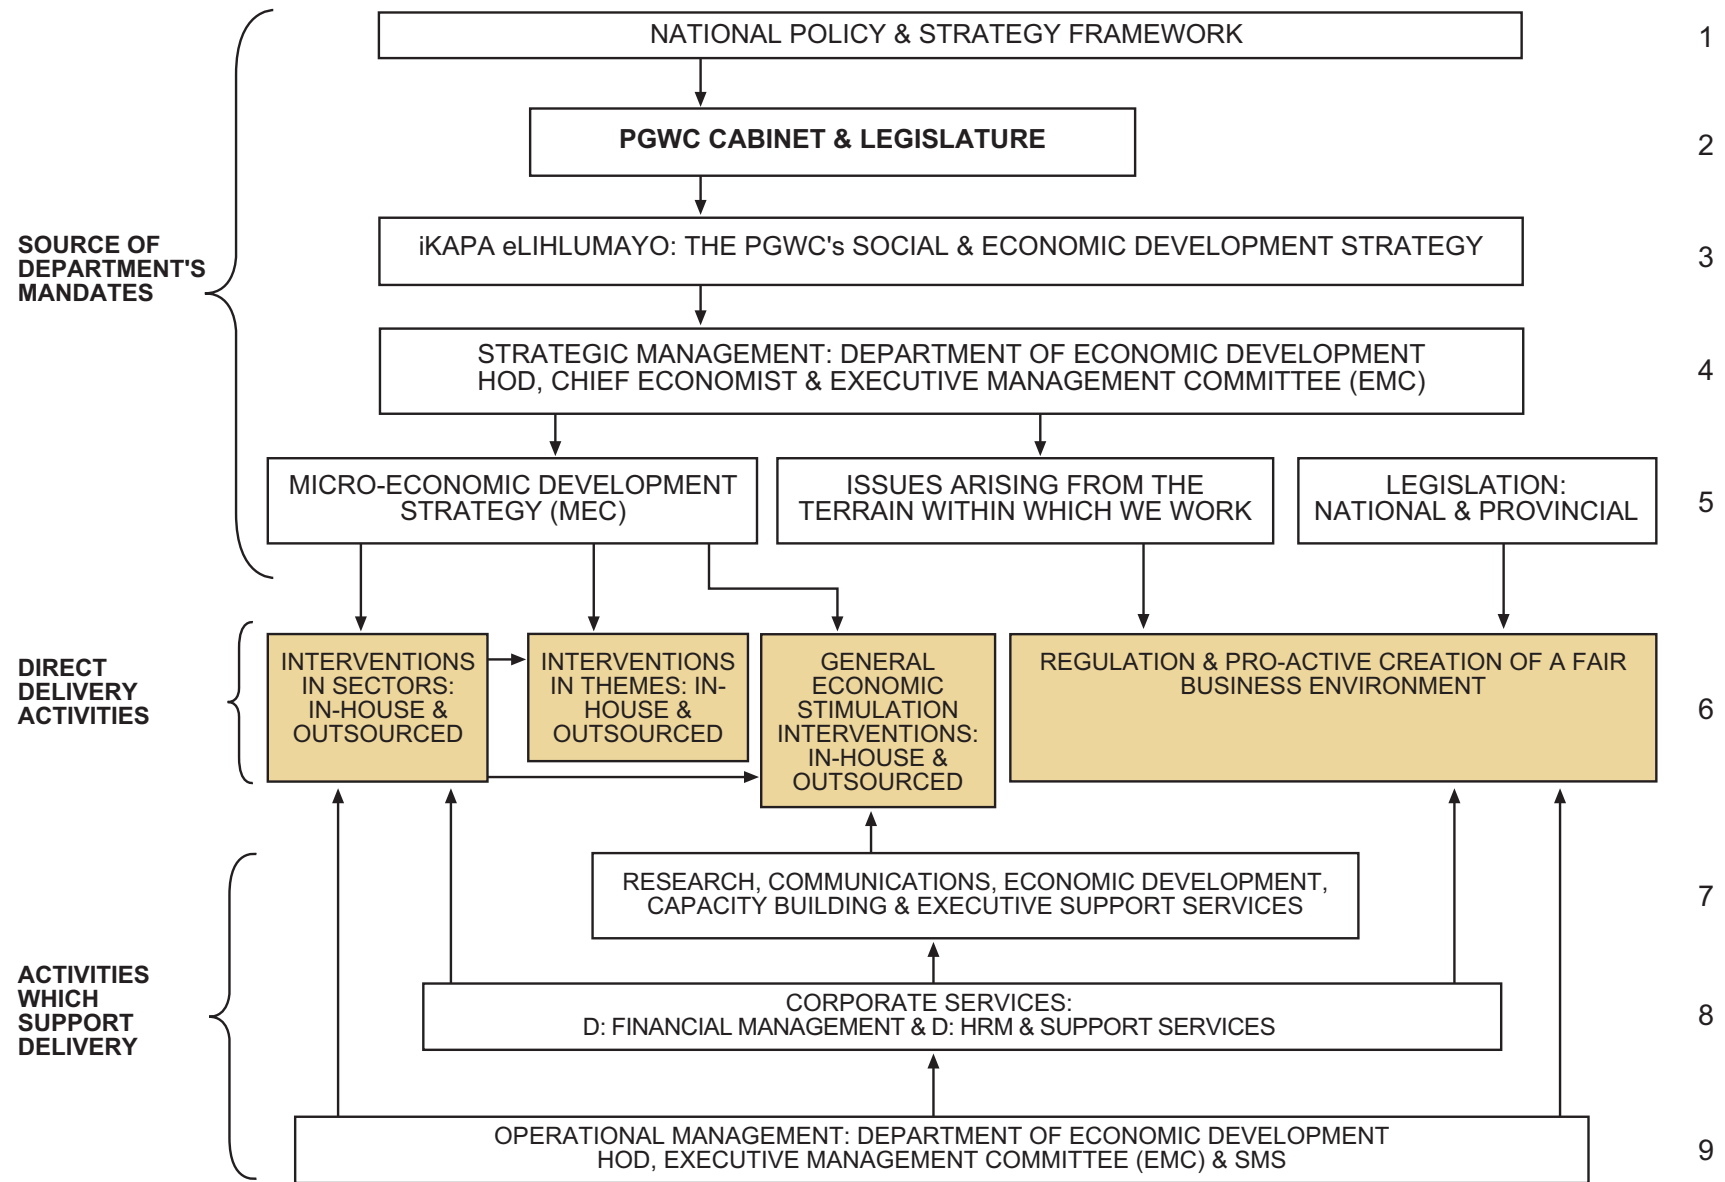 NATIONAL POLICY & STRATEGY FRAMEWORK
1
PGWC CABINET & LEGISLATURE
2
SOURCE OF
DEPARTMENT'S
MANDATES
iKAPA eLIHLUMAYO: THE PGWC's SOCIAL & ECONOMIC DEVELOPMENT STRATEGY
3
STRATEGIC MANAGEMENT: DEPARTMENT OF ECONOMIC DEVELOPMENT
HOD, CHIEF ECONOMIST & EXECUTIVE MANAGEMENT COMMITTEE (EMC)
4
MICRO-ECONOMIC DEVELOPMENT
STRATEGY (MEC)
ISSUES ARISING FROM THE
TERRAIN WITHIN WHICH WE WORK
LEGISLATION:
NATIONAL & PROVINCIAL
5
DIRECT
DELIVERY
ACTIVITIES
INTERVENTIONS
IN SECTORS:
IN-HOUSE &
OUTSOURCED
INTERVENTIONS
IN THEMES: IN-
HOUSE &
OUTSOURCED
GENERAL
ECONOMIC
STIMULATION
INTERVENTIONS:
IN-HOUSE &
OUTSOURCED
REGULATION & PRO-ACTIVE CREATION OF A FAIR
BUSINESS ENVIRONMENT
6
RESEARCH, COMMUNICATIONS, ECONOMIC DEVELOPMENT,
CAPACITY BUILDING & EXECUTIVE SUPPORT SERVICES
7
ACTIVITIES
WHICH
SUPPORT
DELIVERY
CORPORATE SERVICES:
D: FINANCIAL MANAGEMENT & D: HRM & SUPPORT SERVICES
8
OPERATIONAL MANAGEMENT: DEPARTMENT OF ECONOMIC DEVELOPMENT
HOD, EXECUTIVE MANAGEMENT COMMITTEE (EMC) & SMS
9